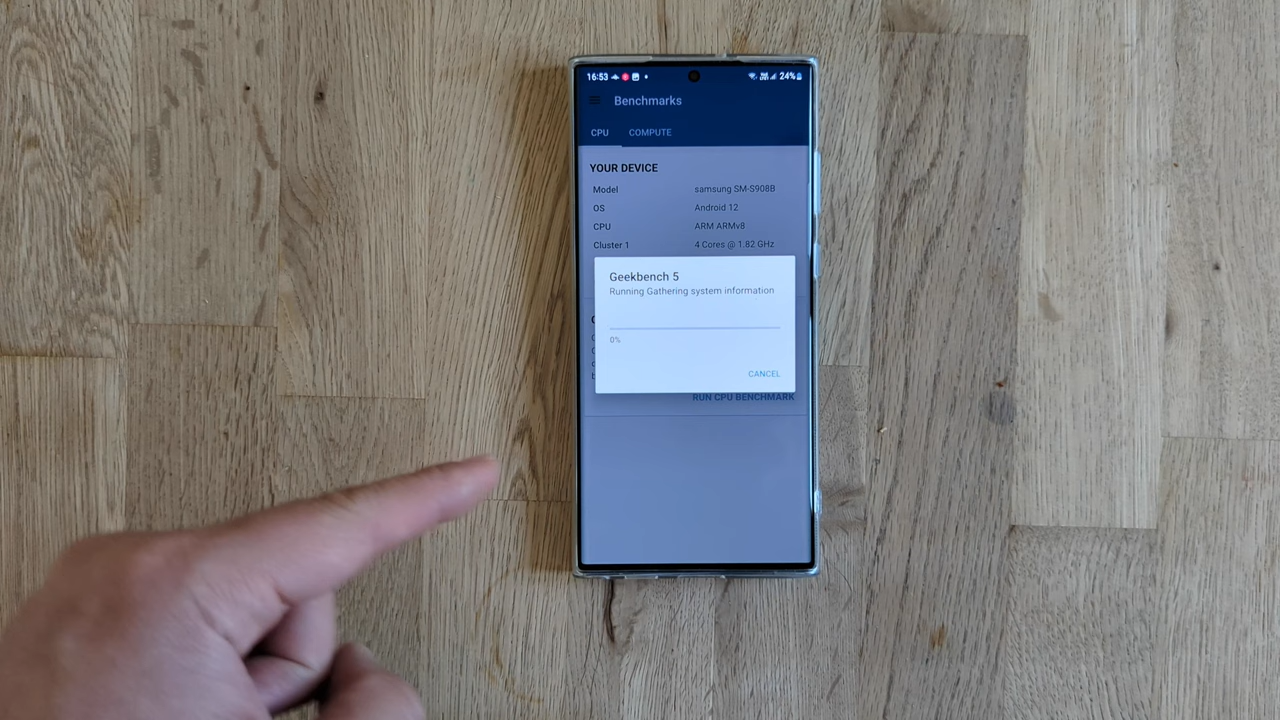 16:53 24%
Benchmarks
CPU COMPUTE
YOUR DEVICE
Model samsung SM-S908B
OS Android 12
CPU ARM ARMv8
Cluster 1 4 Cores @ 1.82 GHz
Geekbench 5
Running Gathering system information
0%
CANCEL
RUN CPU BENCHMARK